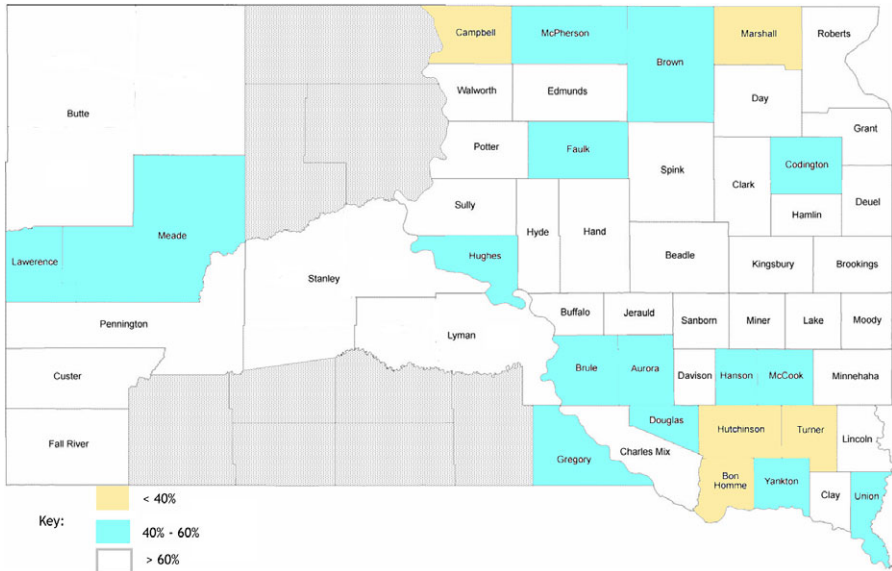 Campbell
McPherson
Brown
Marshall
Roberts
Butte
Walworth
Edmunds
Day
Grant
Potter
Faulk
Spink
Clark
Codington
Deuel
Lawerence
Meade
Sully
Hyde
Hand
Hamlin
Hughes
Beadle
Kingsbury
Brookings
Stanley
Pennington
Lyman
Buffalo
Jerauld
Sanborn
Miner
Lake
Moody
Custer
Brule
Aurora
Davison
Hanson
McCook
Minnehaha
Fall River
Gregory
Douglas
Charles Mix
Hutchinson
Turner
Lincoln
Bon
Homme
Yankton
Clay
Union
Key:
< 40%
40% - 60%
> 60%